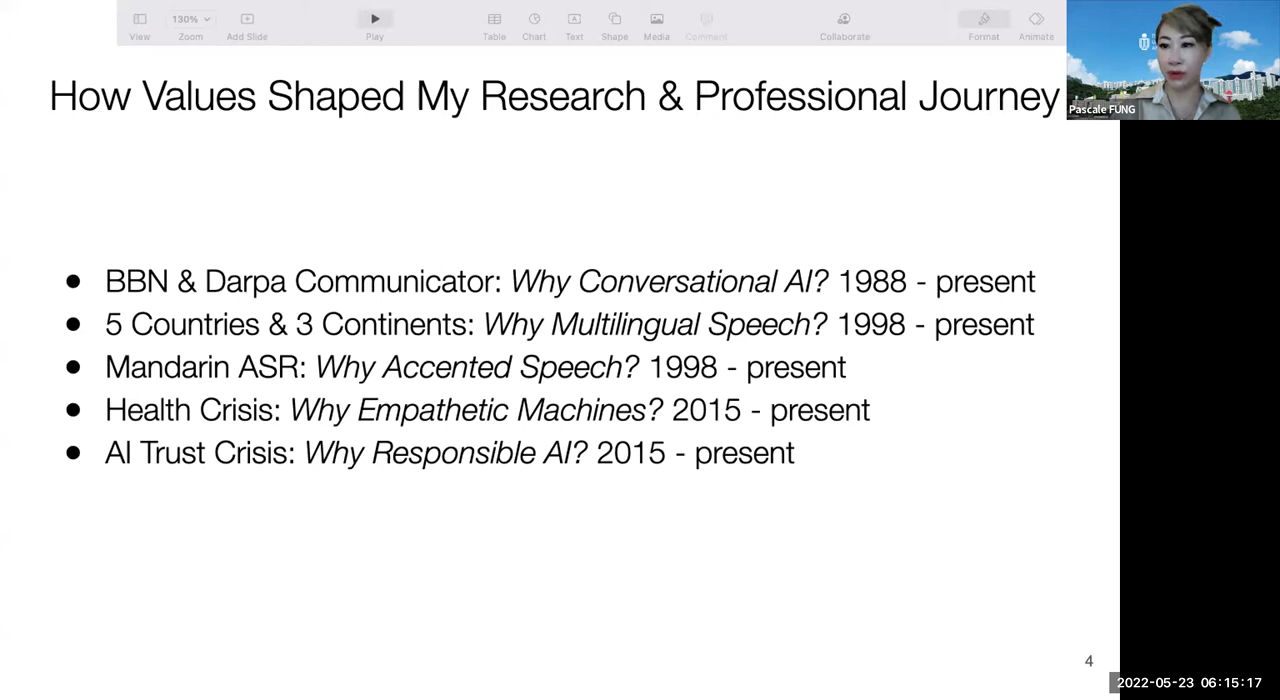 130%
View
Zoom
Add Slide
Play
Table
Chart
Text
Shape
Media
Comment
Collaborate
Format
Animate
Pascale FUNG
How Values Shaped My Research & Professional Journey
● BBN & Darpa Communicator: Why Conversational AI? 1988 - present
● 5 Countries & 3 Continents: Why Multilingual Speech? 1998 - present
● Mandarin ASR: Why Accented Speech? 1998 - present
● Health Crisis: Why Empathetic Machines? 2015 - present
● AI Trust Crisis: Why Responsible AI? 2015 - present
4
2022-05-23 06:15:17